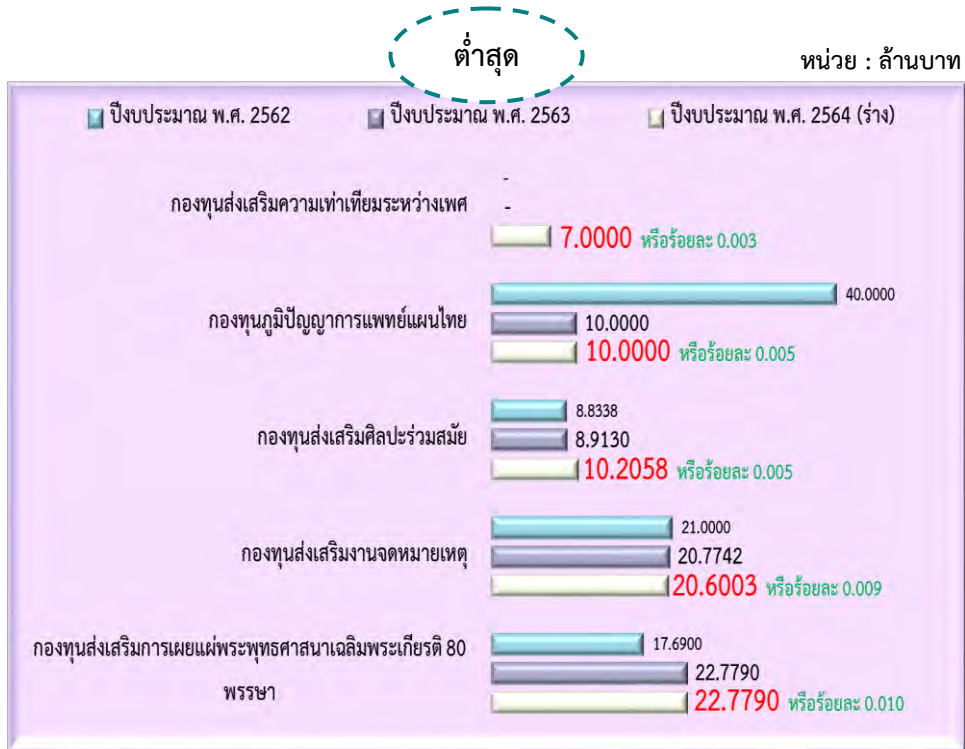 ต่ำสุด
หน่วย : ล้านบาท
ปีงบประมาณ พ.ศ. 2562 ปีงบประมาณ พ.ศ. 2563 ปีงบประมาณ พ.ศ. 2564 (ร่าง)
-
กองทุนส่งเสริมความเท่าเทียมระหว่างเพศ -
7.0000 หรือร้อยละ 0.003
40.0000
กองทุนภูมิปัญญาการแพทย์แผนไทย 10.0000
10.0000 หรือร้อยละ 0.005
8.8338
กองทุนส่งเสริมศิลปะร่วมสมัย 8.9130
10.2058 หรือร้อยละ 0.005
21.0000
กองทุนส่งเสริมงานจดหมายเหตุ 20.7742
20.6003 หรือร้อยละ 0.009
กองทุนส่งเสริมการเผยแผ่พระพุทธศาสนาเฉลิมพระเกียรติ 80 17.6900
22.7790
พรรษา 22.7790 หรือร้อยละ 0.010